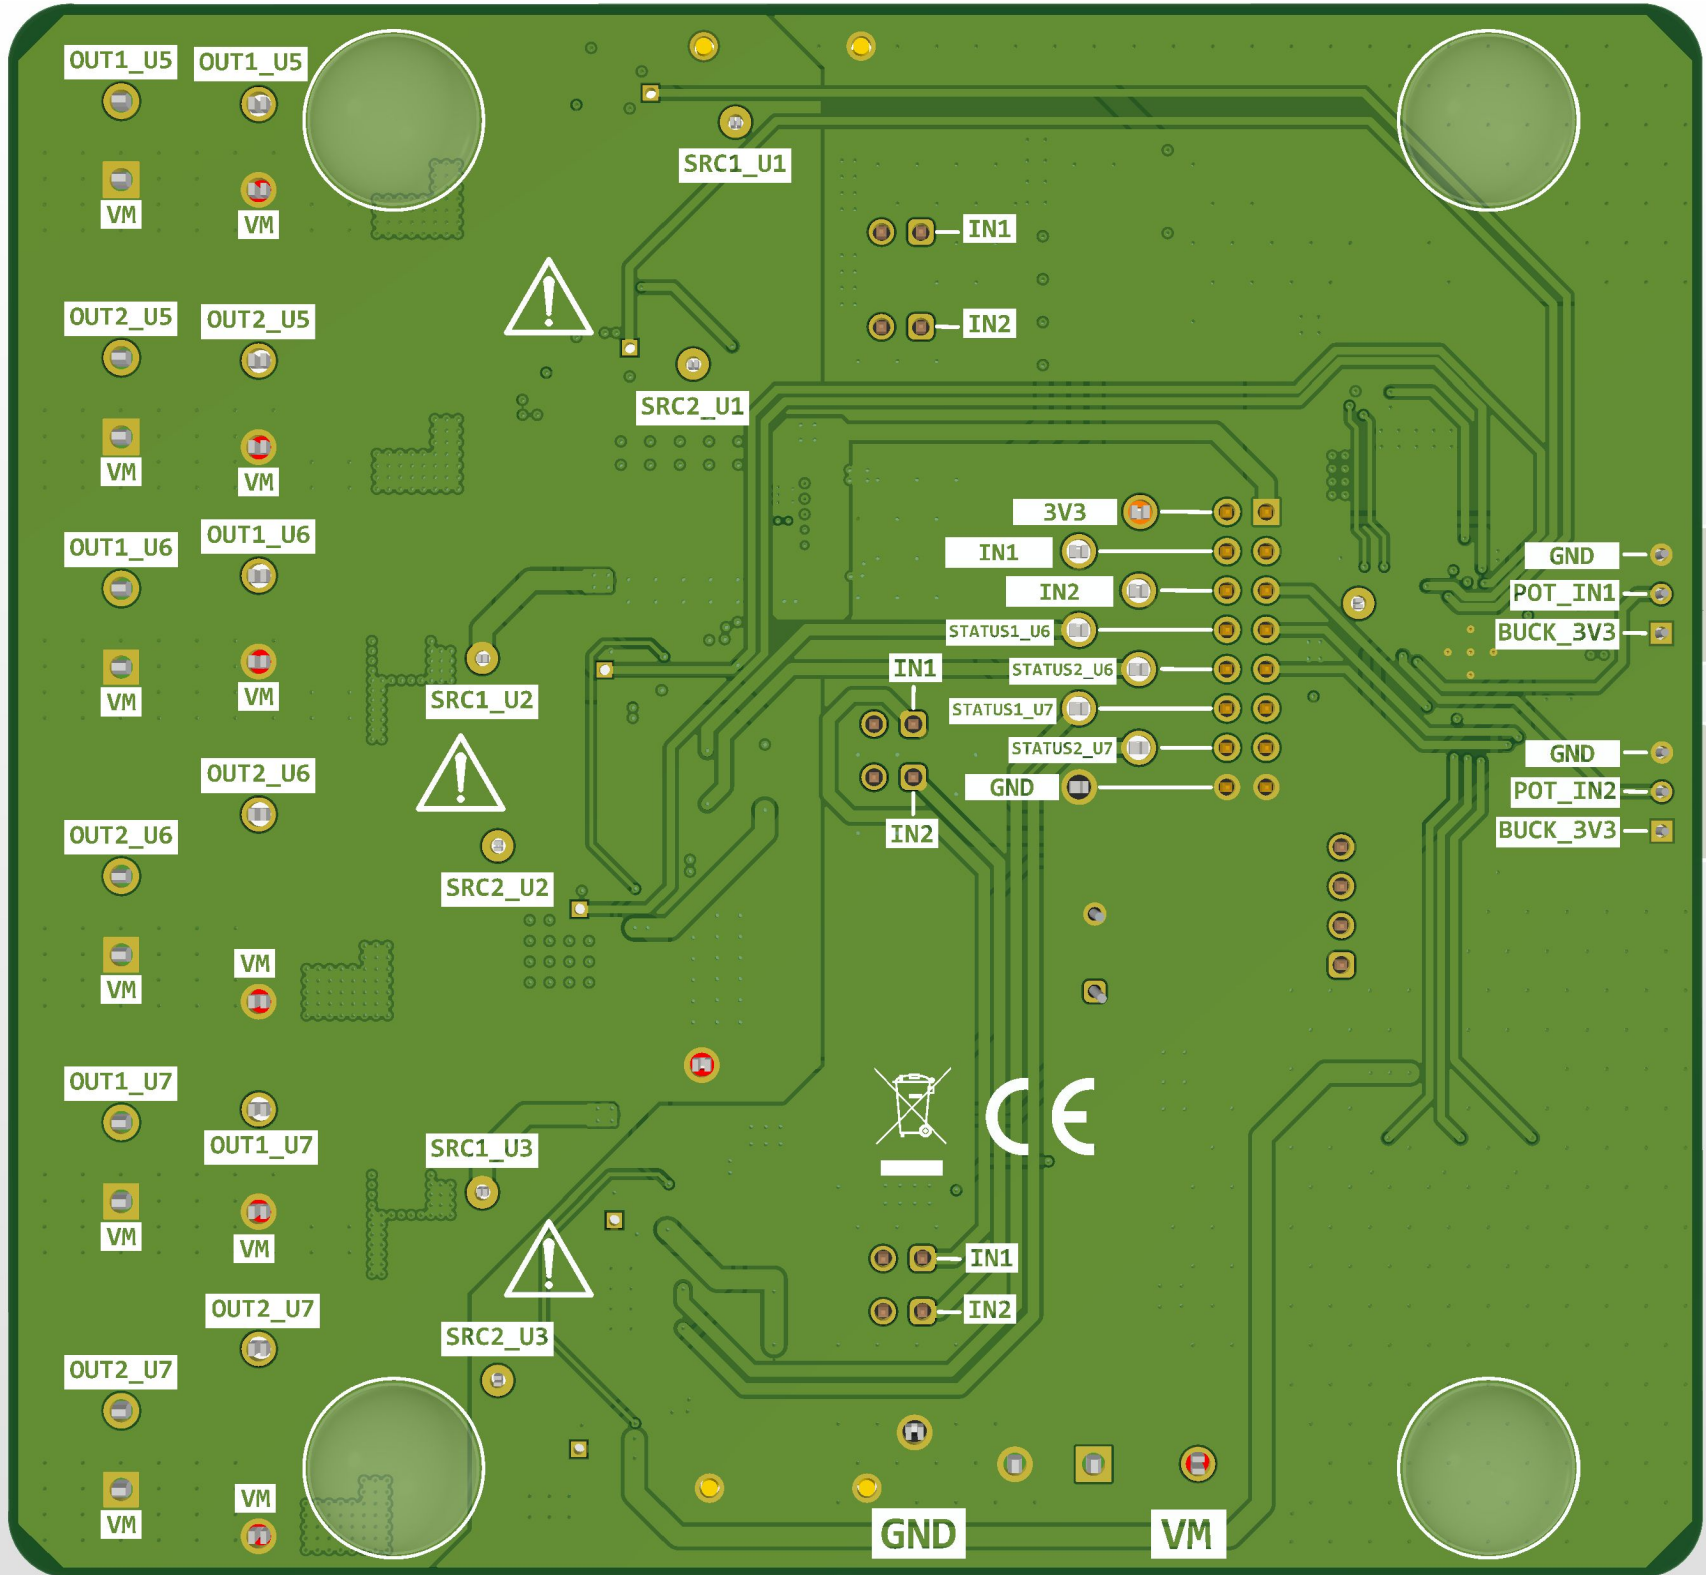 OUT1_U5
OUT1_U5
SRC1_U1
VM
VM
IN1
OUT2_U5
OUT2_U5
IN2
SRC2_U1
VM
VM
3V3
OUT1_U6
OUT1_U6
IN1
GND
IN2
POT_IN1
STATUS1_U6
BUCK_3V3
IN1
STATUS2_U6
VM
VM
SRC1_U2
STATUS1_U7
STATUS2_U7
GND
OUT2_U6
GND
POT_IN2
OUT2_U6
IN2
BUCK_3V3
SRC2_U2
VM
VM
OUT1_U7
CE
OUT1_U7
SRC1_U3
VM
VM
IN1
OUT2_U7
IN2
SRC2_U3
OUT2_U7
VM
VM
GND
VM